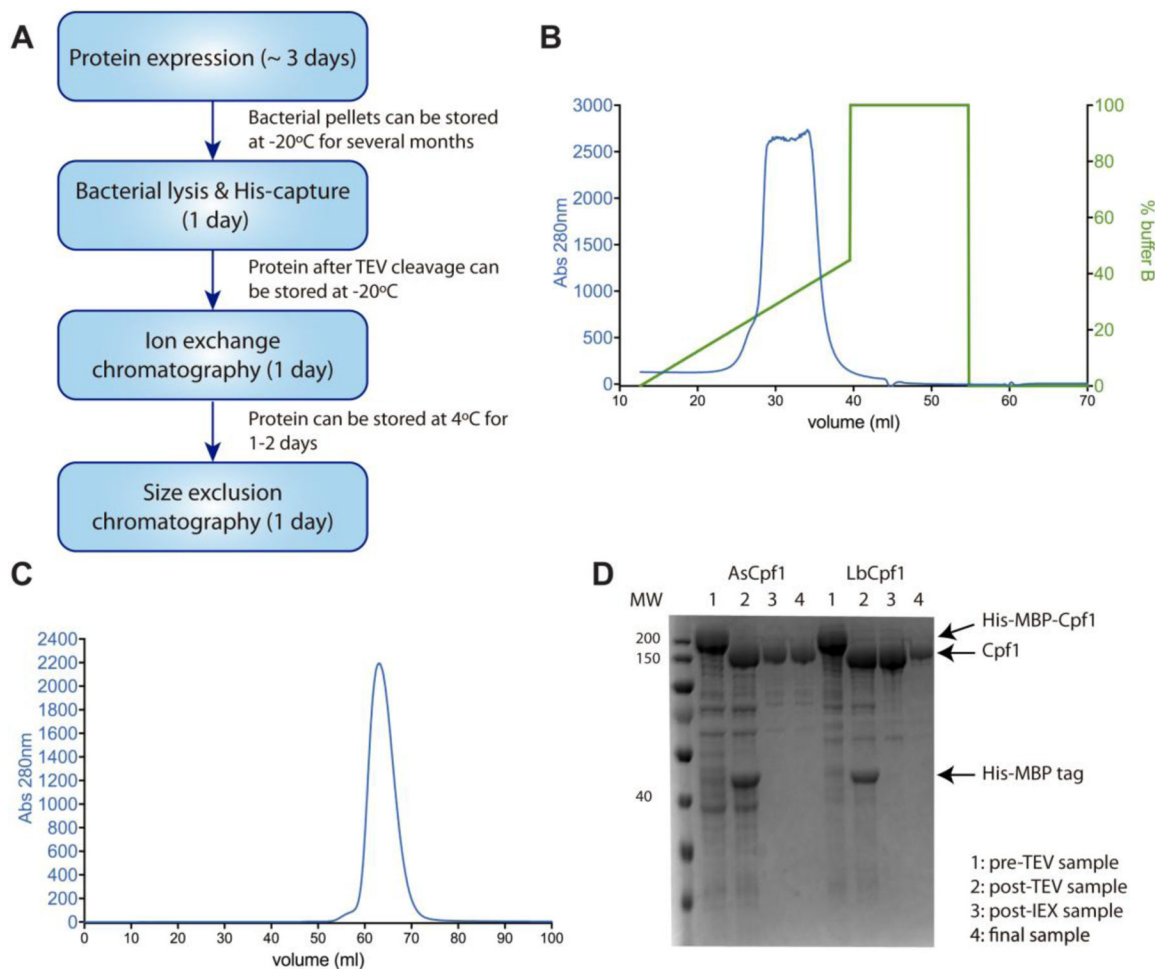 A
Protein expression (~ 3 days)
Bacterial pellets can be stored
at -20ºC for several months
Bacterial lysis & His-capture
(1 day)
Protein after TEV cleavage can
be stored at -20ºC
Ion exchange
chromatography (1 day)
Protein can be stored at 4ºC for
1-2 days
Size exclusion
chromatography (1 day)
B
3000
2500
2000
1500
1000
500
0
Abs 280nm
100
80
60
40
20
0
% buffer B
10 20 30 40 50 60 70
volume (ml)
C
2400
2200
2000
1800
1600
1400
1200
1000
800
600
400
200
0
Abs 280nm
0 10 20 30 40 50 60 70 80 90 100
volume (ml)
D
AsCpf1 LbCpf1
MW 1 2 3 4 1 2 3 4
200
150
40
His-MBP-Cpf1
Cpf1
His-MBP tag
1: pre-TEV sample
2: post-TEV sample
3: post-IEX sample
4: final sample